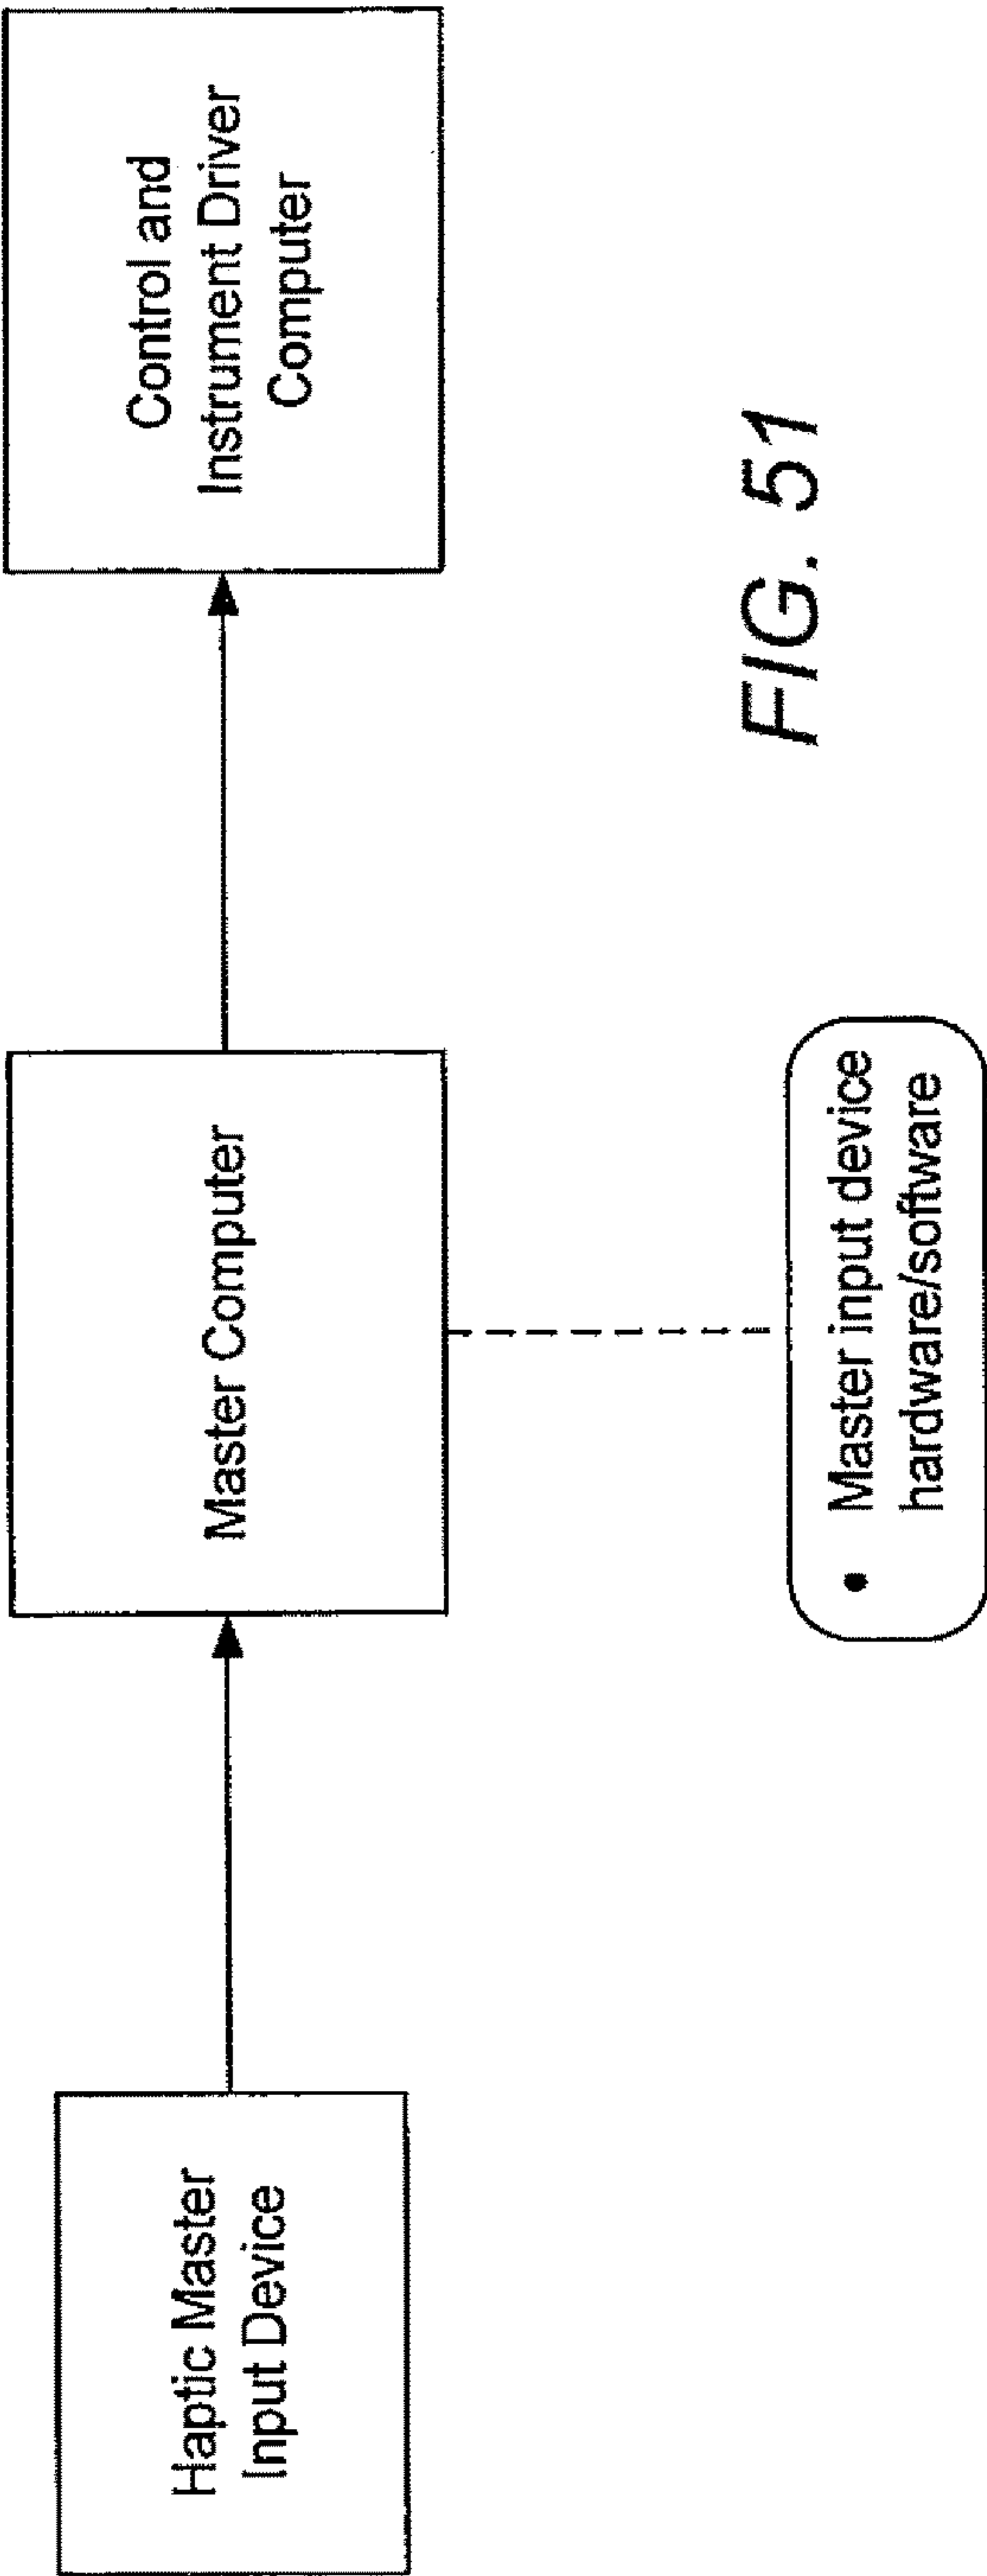 Haptic Master
Input Device
Master Computer
Control and
Instrument Driver
Computer
• Master input device
hardware/software
FIG. 51